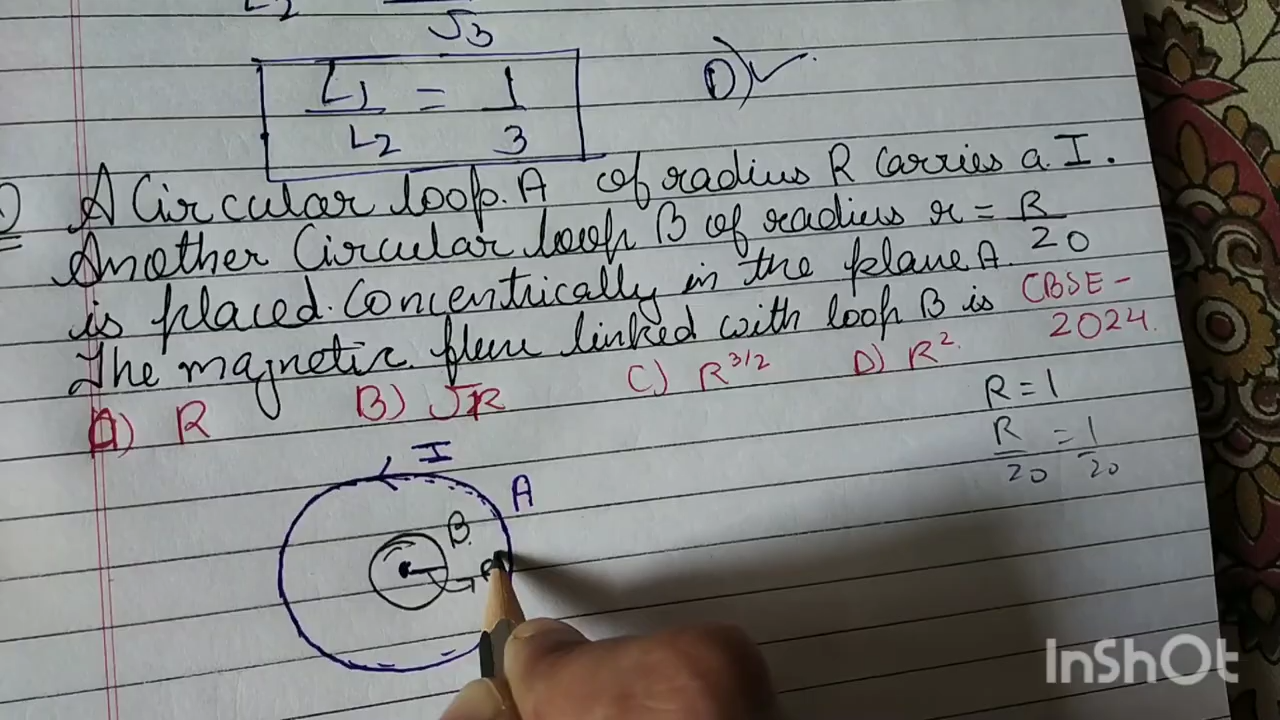 L2
√3
L1/L2 = 1/3
D) ✓
A Circular loop. A of radius R carries a I.
Another Circular loop B of radius r = R/20
is placed. Concentrically in the plane A.
The magnetic flux linked with loop B is
CBSE -
2024.
A) R B) √R C) R^3/2 D) R^2.
R = 1
R/20 = 1/20
I
A
B
InShOt